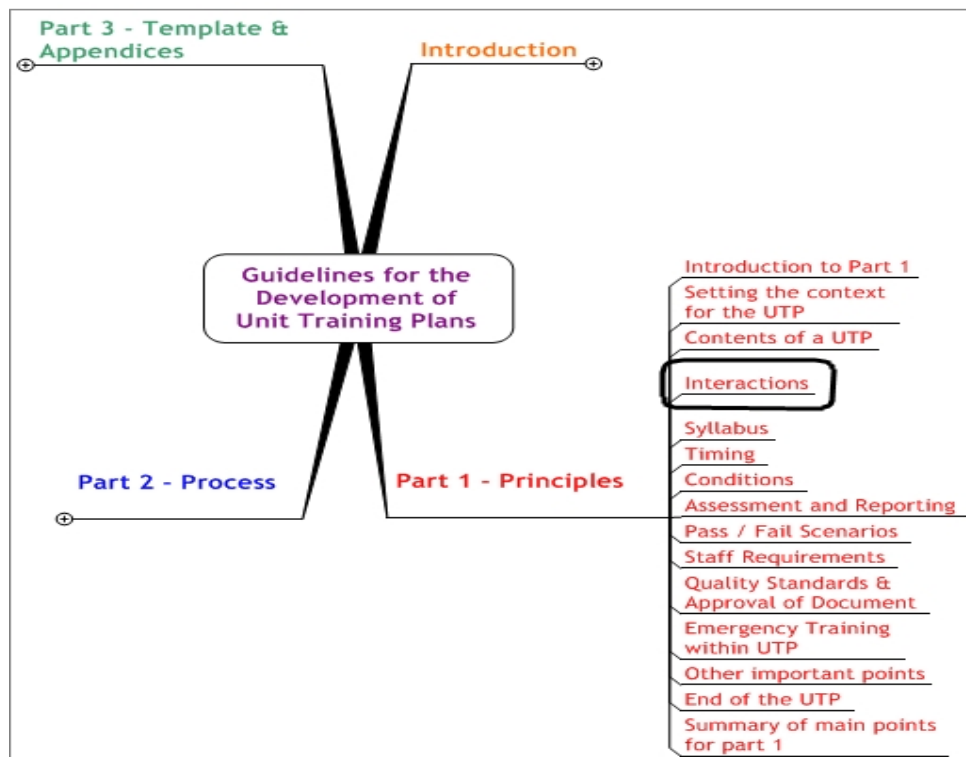 Part 3 - Template &
Appendices
Introduction
Guidelines for the
Development of
Unit Training Plans
Part 2 - Process
Part 1 - Principles
Introduction to Part 1
Setting the context
for the UTP
Contents of a UTP
Interactions
Syllabus
Timing
Conditions
Assessment and Reporting
Pass / Fail Scenarios
Staff Requirements
Quality Standards &
Approval of Document
Emergency Training
within UTP
Other important points
End of the UTP
Summary of main points
for part 1